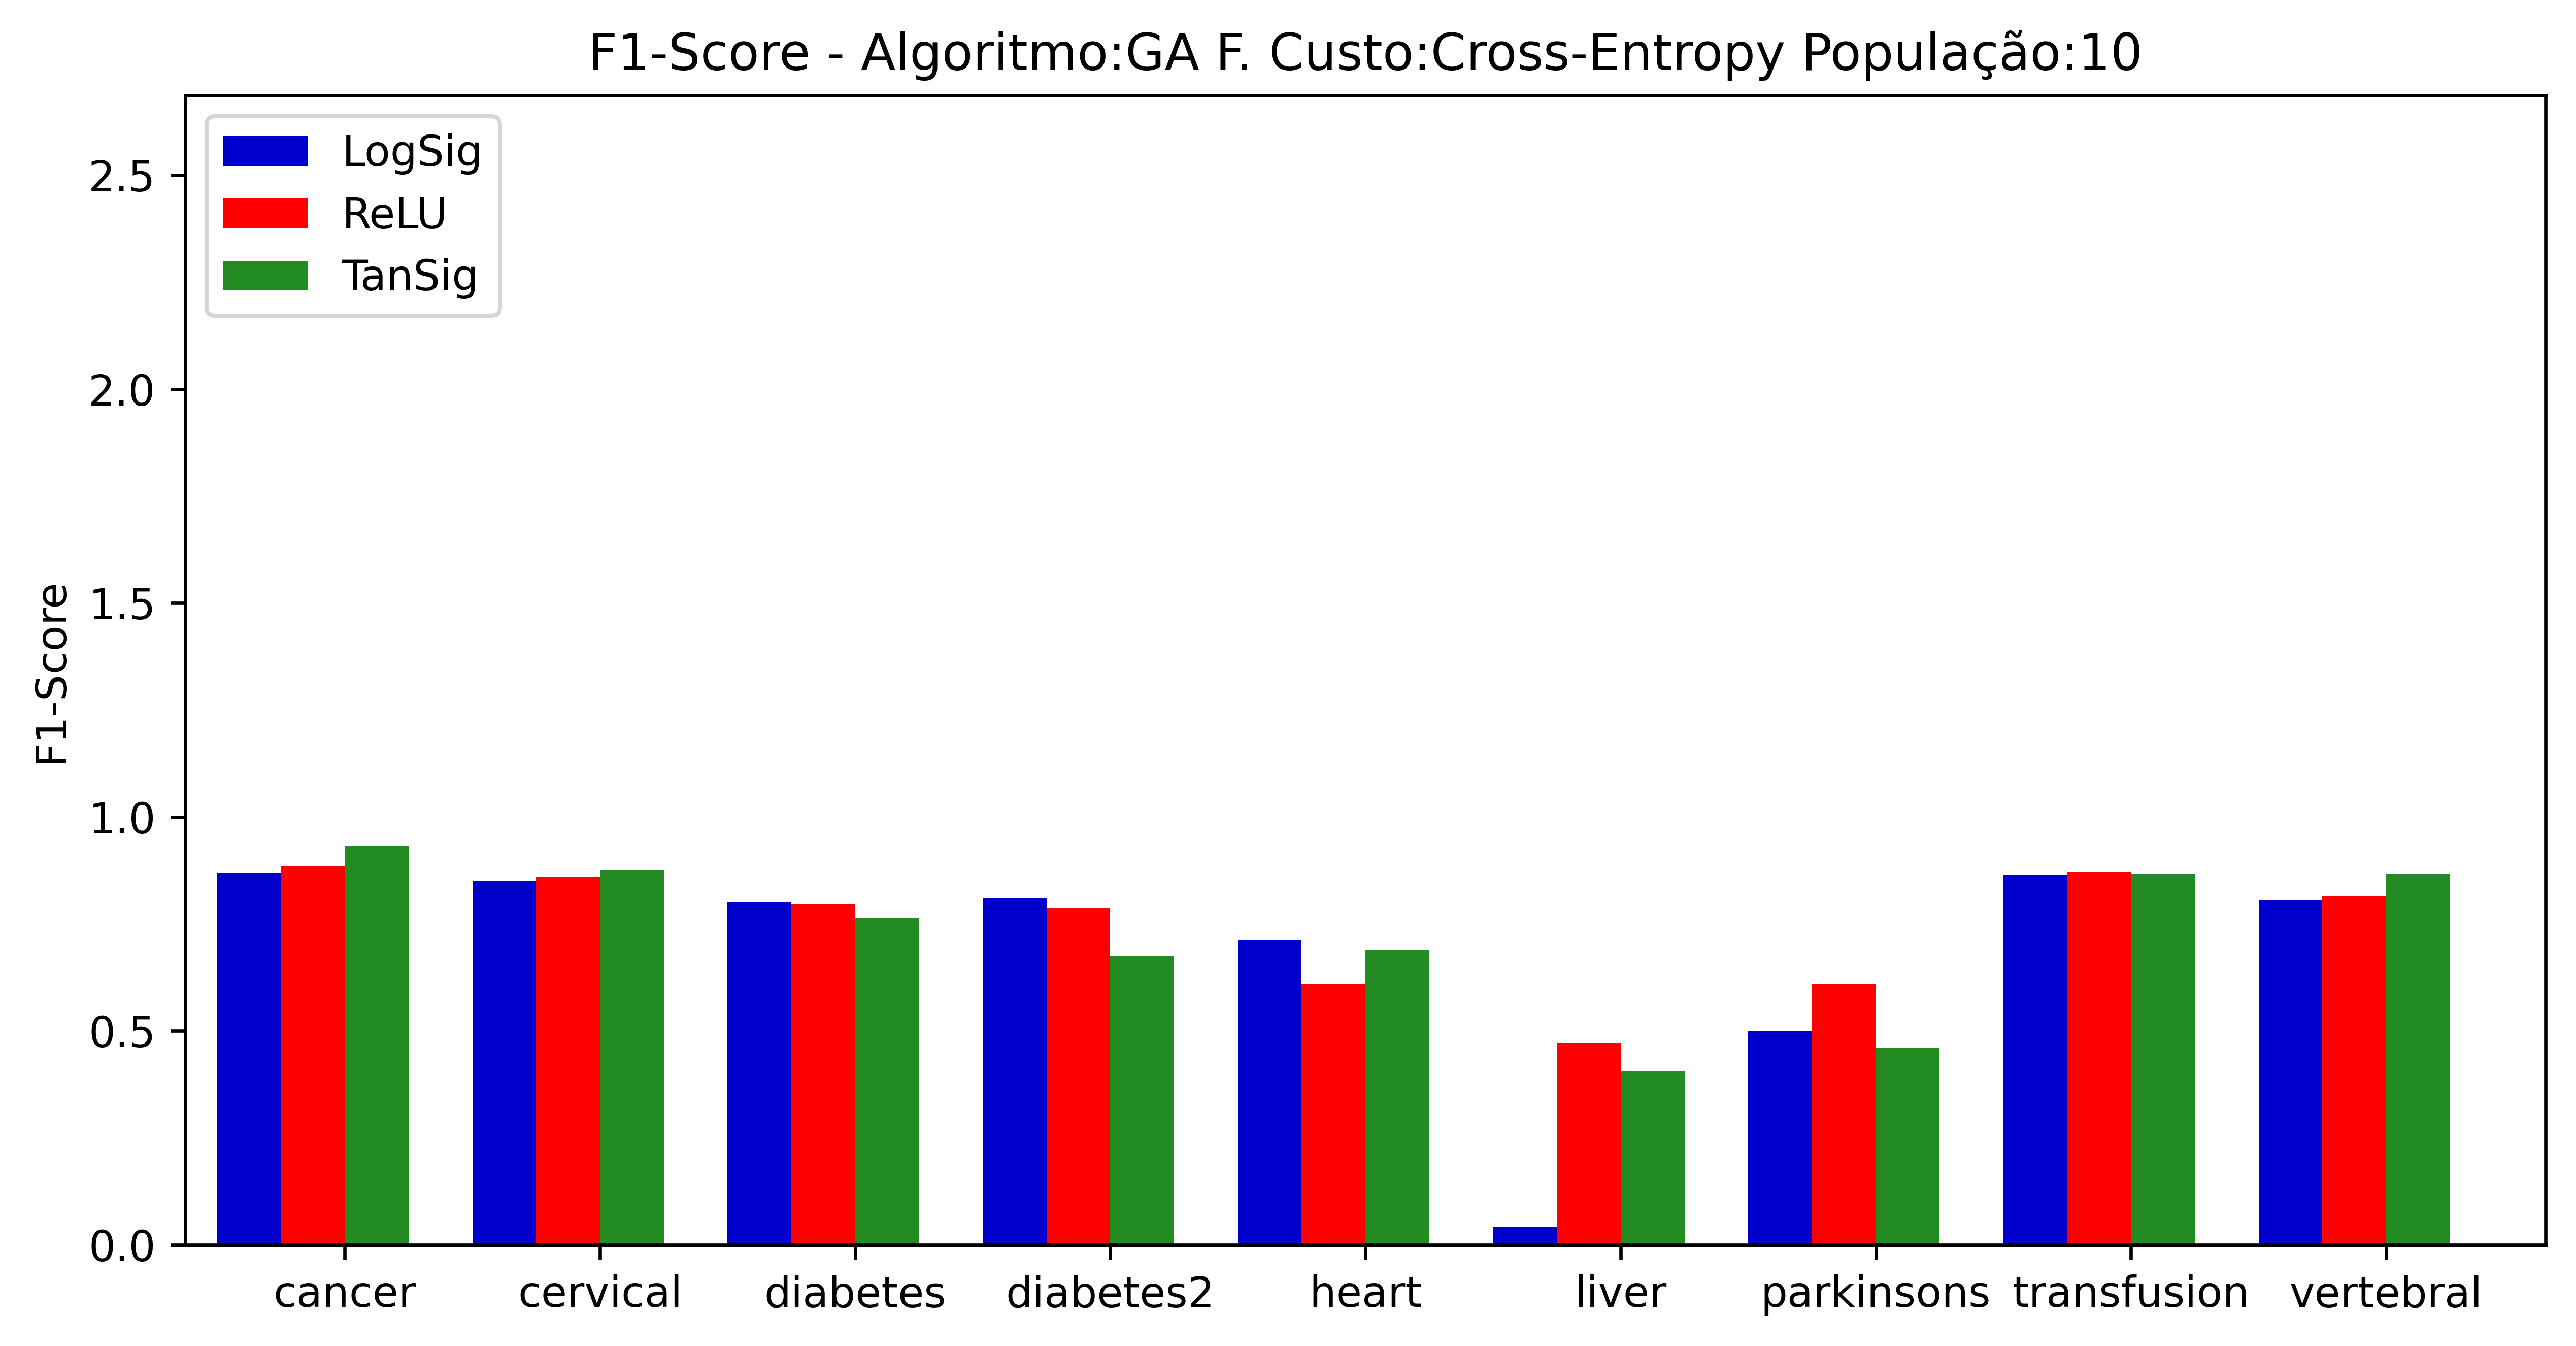 F1-Score - Algoritmo:GA F. Custo:Cross-Entropy População:10
LogSig
ReLU
TanSig
F1-Score
2.5
2.0
1.5
1.0
0.5
0.0
cancer cervical diabetes diabetes2 heart liver parkinsons transfusion vertebral